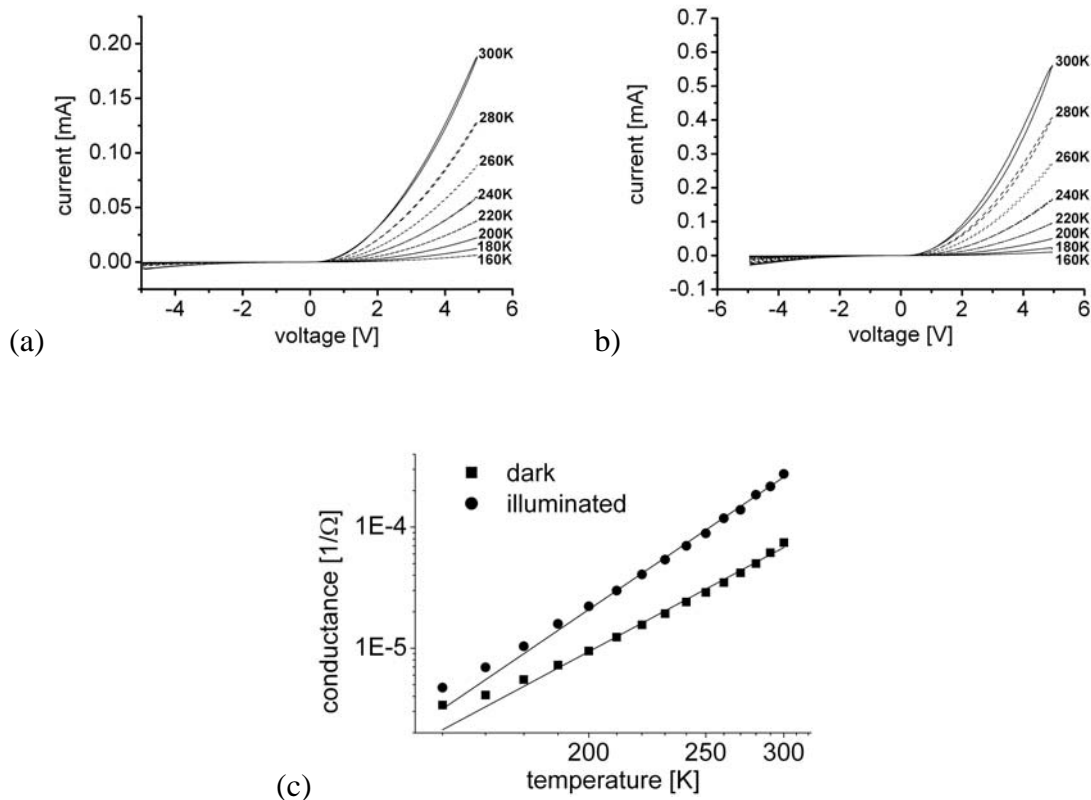 0.20
0.15
0.10
0.05
0.00
current [mA]
300K
280K
260K
240K
220K
200K
180K
160K
-4 -2 0 2 4 6
voltage [V]
(a)
0.7
0.6
0.5
0.4
0.3
0.2
0.1
0.0
-0.1
current [mA]
300K
280K
260K
240K
220K
200K
180K
160K
-6 -4 -2 0 2 4 6
voltage [V]
b)
dark
illuminated
1E-4
1E-5
conductance [1/Ω]
200 250 300
temperature [K]
(c)